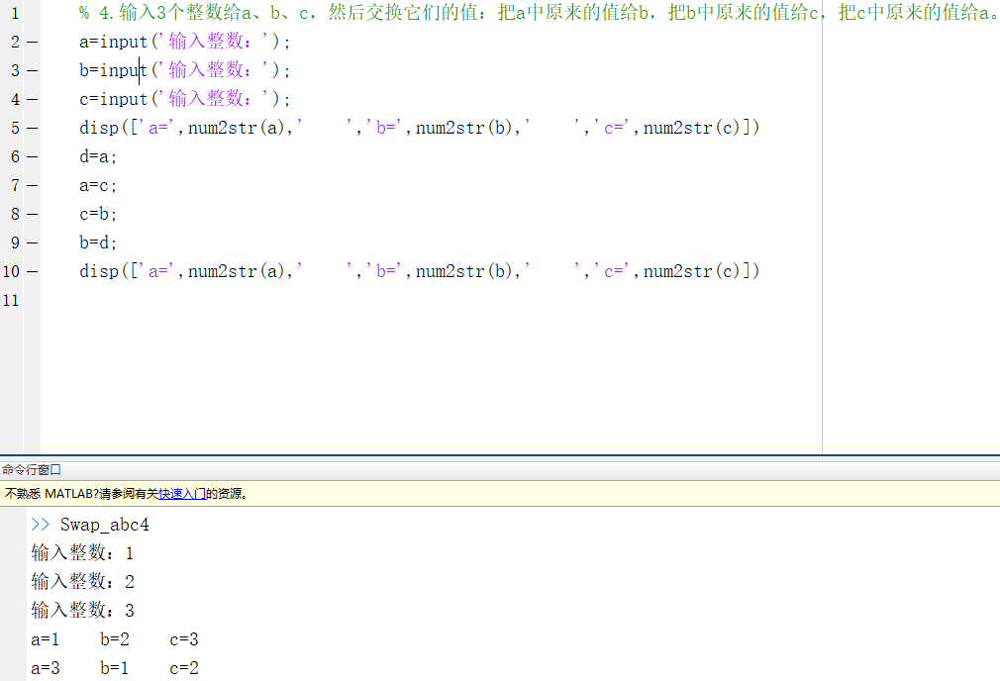 1 % 4.输入3个整数给a、b、c，然后交换它们的值：把a中原来的值给b，把b中原来的值给c，把c中原来的值给a。
2 — a=input('输入整数：');
3 — b=input('输入整数：');
4 — c=input('输入整数：');
5 — disp(['a=',num2str(a),'    ','b=',num2str(b),'    ','c=',num2str(c)])
6 — d=a;
7 — a=c;
8 — c=b;
9 — b=d;
10 — disp(['a=',num2str(a),'    ','b=',num2str(b),'    ','c=',num2str(c)])
11
命令行窗口
不熟悉 MATLAB?请参阅有关快速入门的资源。
>> Swap_abc4
输入整数：1
输入整数：2
输入整数：3
a=1    b=2    c=3
a=3    b=1    c=2